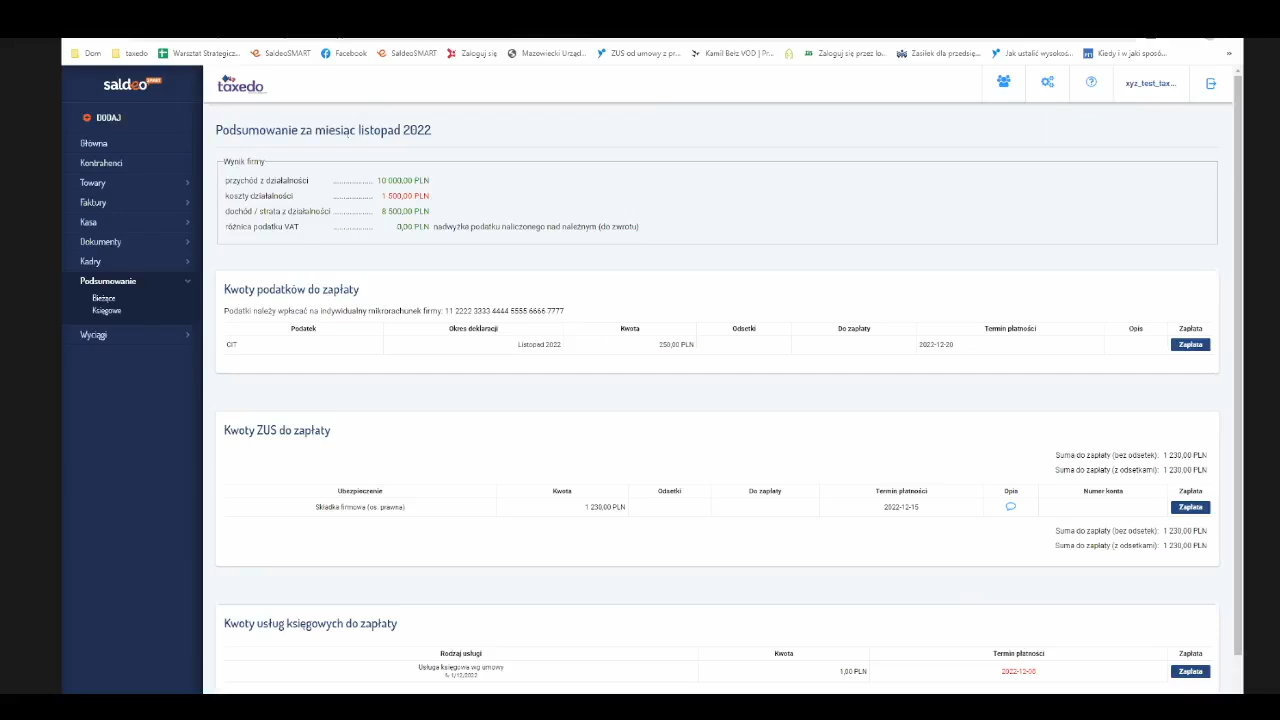 Dom taxedo Warsztat Strategicz... SaldeoSMART Facebook SaldeoSMART Zaloguj się Mazowiecki Urząd... ZUS od umowy z pr... Kamil Berz VOD | Pr... Zaloguj się przez lo... Zasiłek dla przedsię... Jak ustalić wysokoś... Kiedy i w jaki sposó... »
saldeo SMART
taxedo
xyz_test_tax...
DODAJ
Główna
Kontrahenci
Towary
Faktury
Kasa
Dokumenty
Kadry
Podsumowanie
Bieżące
Księgowe
Wyciągi
Podsumowanie za miesiąc listopad 2022
Wynik firmy
przychód z działalności .................. 10 000,00 PLN
koszty działalności .................. 1 500,00 PLN
dochód / strata z działalności .................. 8 500,00 PLN
różnica podatku VAT .................. 0,00 PLN nadwyżka podatku naliczonego nad należnym (do zwrotu)
Kwoty podatków do zapłaty
Podatki należy wpłacać na indywidualny mikrorachunek firmy: 11 2222 3333 4444 5555 6666 7777
Podatek Okres deklaracji Kwota Odsetki Do zapłaty Termin płatności Opis Zapłata
CIT Listopad 2022 250,00 PLN 2022-12-20 Zapłata
Kwoty ZUS do zapłaty
Suma do zapłaty (bez odsetek): 1 230,00 PLN
Suma do zapłaty (z odsetkami): 1 230,00 PLN
Ubezpieczenie Kwota Odsetki Do zapłaty Termin płatności Opis Numer konta Zapłata
Składka firmowa (os. prawna) 1 230,00 PLN 2022-12-15 Zapłata
Suma do zapłaty (bez odsetek): 1 230,00 PLN
Suma do zapłaty (z odsetkami): 1 230,00 PLN
Kwoty usług księgowych do zapłaty
Rodzaj usługi Kwota Termin płatności Zapłata
Usługa księgowa wg umowy
1/12/2022 1,00 PLN 2022-12-06 Zapłata